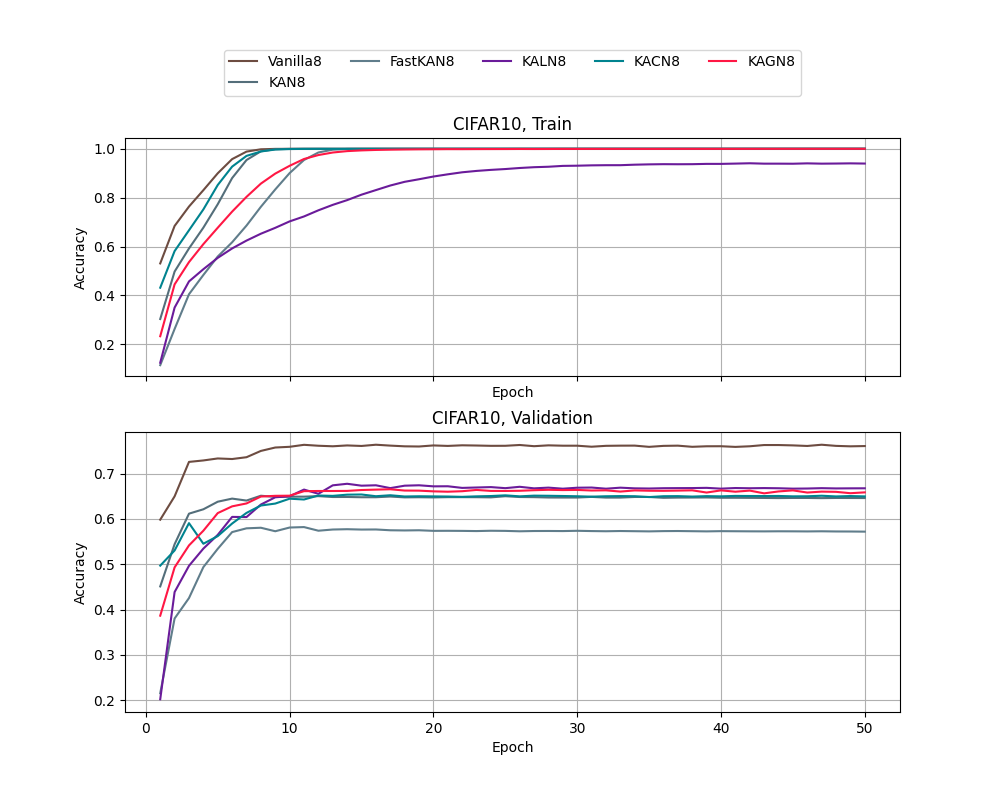 Vanilla8 FastKAN8 KALN8 KACN8 KAGN8
KAN8
CIFAR10, Train
1.0
0.8
0.6
0.4
0.2
Accuracy
Epoch
CIFAR10, Validation
0.7
0.6
0.5
0.4
0.3
0.2
Accuracy
0 10 20 30 40 50
Epoch